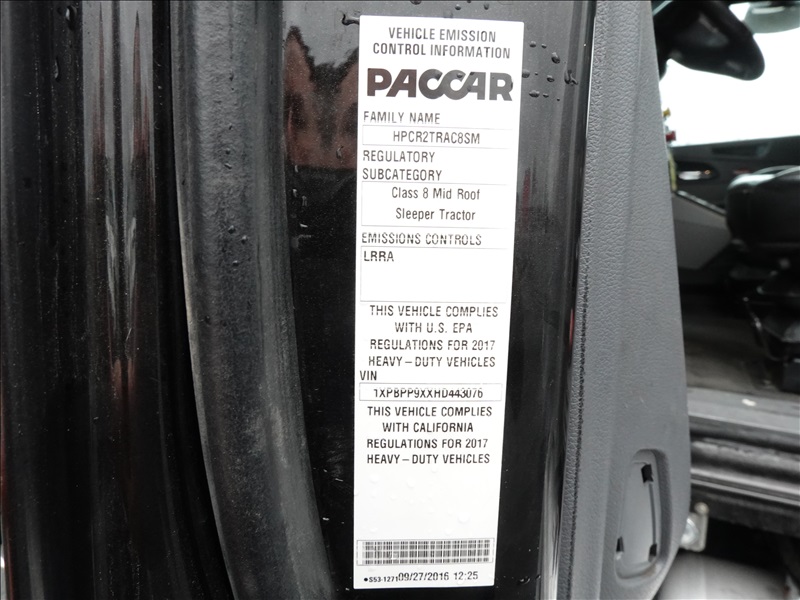 VEHICLE EMISSION
CONTROL INFORMATION
PACCAR
FAMILY NAME
HPCR2TRAC8SM
REGULATORY
SUBCATEGORY
Class 8 Mid Roof
Sleeper Tractor
EMISSIONS CONTROLS
LRRA
THIS VEHICLE COMPLIES
WITH U.S. EPA
REGULATIONS FOR 2017
HEAVY-DUTY VEHICLES
VIN
1XPBPP9XXHD443076
THIS VEHICLE COMPLIES
WITH CALIFORNIA
REGULATIONS FOR 2017
HEAVY-DUTY VEHICLES
S53-1271 09/27/2016 12:25